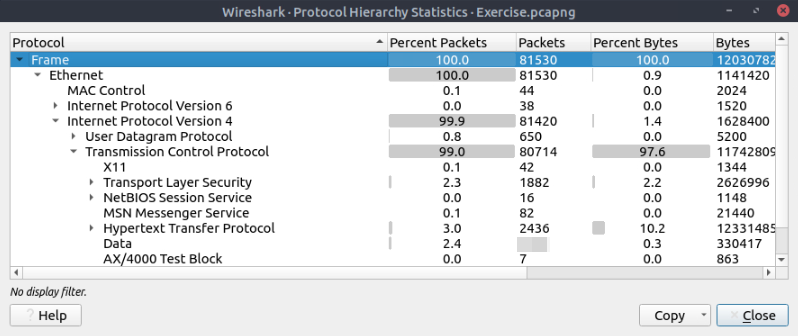 Wireshark · Protocol Hierarchy Statistics · Exercise.pcapng
Protocol Percent Packets Packets Percent Bytes Bytes
Frame 100.0 81530 100.0 12030782
Ethernet 100.0 81530 0.9 1141420
MAC Control 0.1 44 0.0 2024
Internet Protocol Version 6 0.0 38 0.0 1520
Internet Protocol Version 4 99.9 81420 1.4 1628400
User Datagram Protocol 0.8 650 0.0 5200
Transmission Control Protocol 99.0 80714 97.6 11742809
X11 0.1 42 0.0 1344
Transport Layer Security 2.3 1882 2.2 2626996
NetBIOS Session Service 0.0 16 0.0 1148
MSN Messenger Service 0.1 82 0.0 21440
Hypertext Transfer Protocol 3.0 2436 10.2 12331485
Data 2.4 0.3 330417
AX/4000 Test Block 0.0 7 0.0 863
No display filter.
Help Copy Close